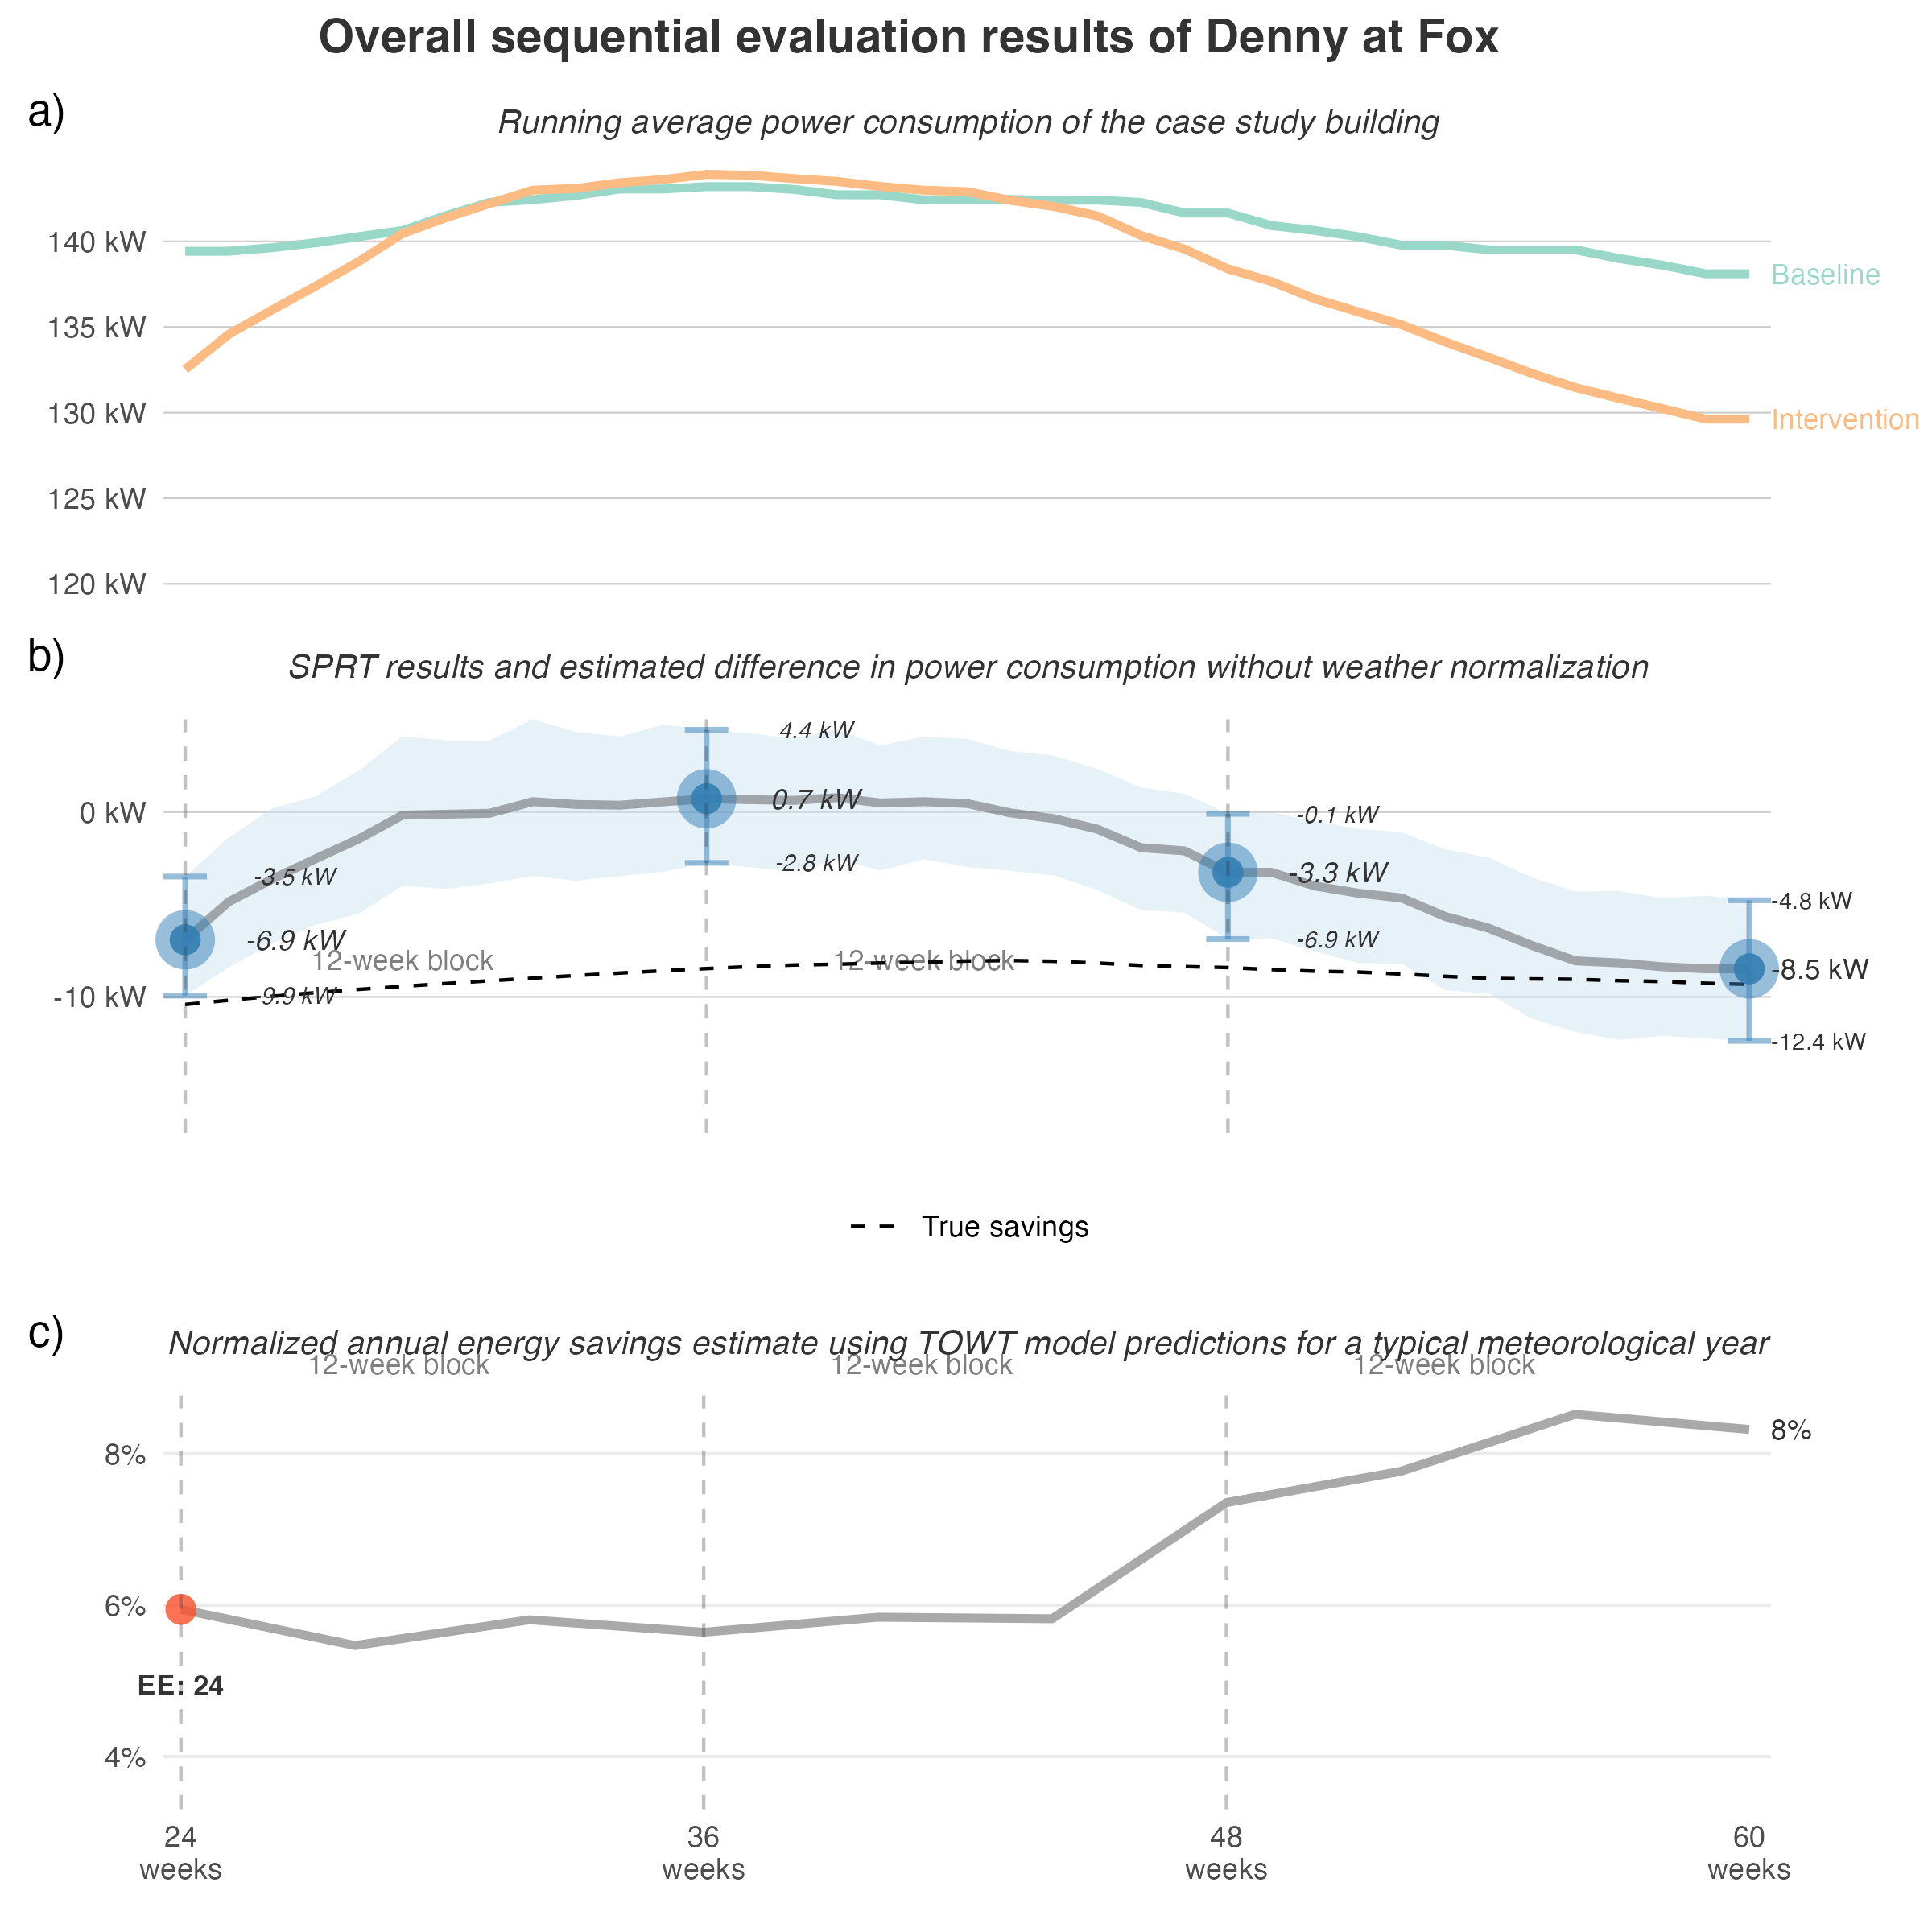 Overall sequential evaluation results of Denny at Fox
a)
Running average power consumption of the case study building
140 kW
135 kW
130 kW
125 kW
120 kW
Baseline
Intervention
b)
SPRT results and estimated difference in power consumption without weather normalization
0 kW
-10 kW
-3.5 kW
-6.9 kW
-9.9 kW
12-week block
4.4 kW
0.7 kW
-2.8 kW
12-week block
-0.1 kW
-3.3 kW
-6.9 kW
-4.8 kW
-8.5 kW
-12.4 kW
True savings
c)
Normalized annual energy savings estimate using TOWT model predictions for a typical meteorological year
12-week block
12-week block
12-week block
8%
6%
4%
8%
EE: 24
24
weeks
36
weeks
48
weeks
60
weeks